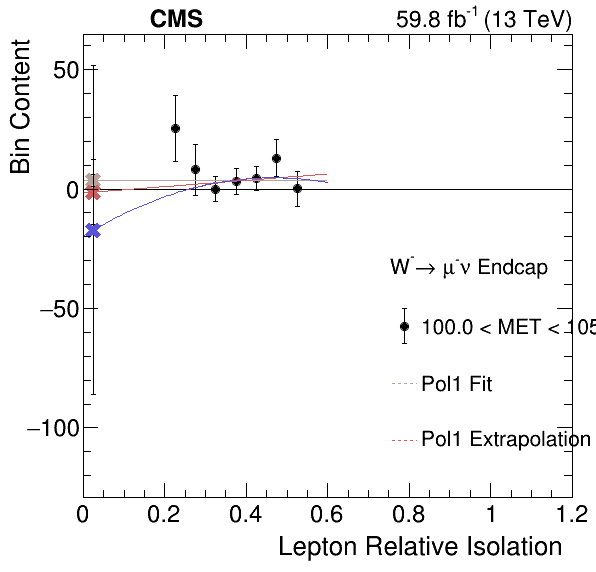 CMS 59.8 fb⁻¹ (13 TeV)
Bin Content
50
0
−50
−100
W⁻→ μ⁻ν Endcap
100.0 < MET < 105
Pol1 Fit
Pol1 Extrapolation
0 0.2 0.4 0.6 0.8 1 1.2
Lepton Relative Isolation